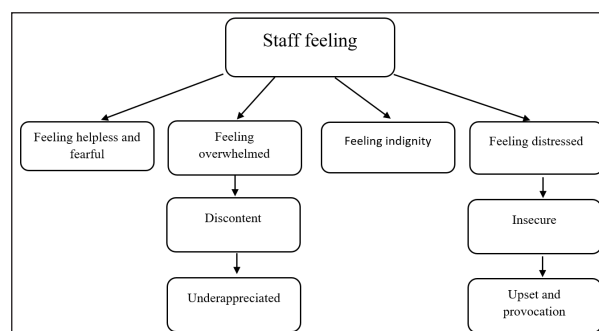 Staff feeling
Feeling helpless and
fearful
Feeling
overwhelmed
Feeling indignity
Feeling distressed
Discontent
Insecure
Underappreciated
Upset and
provocation